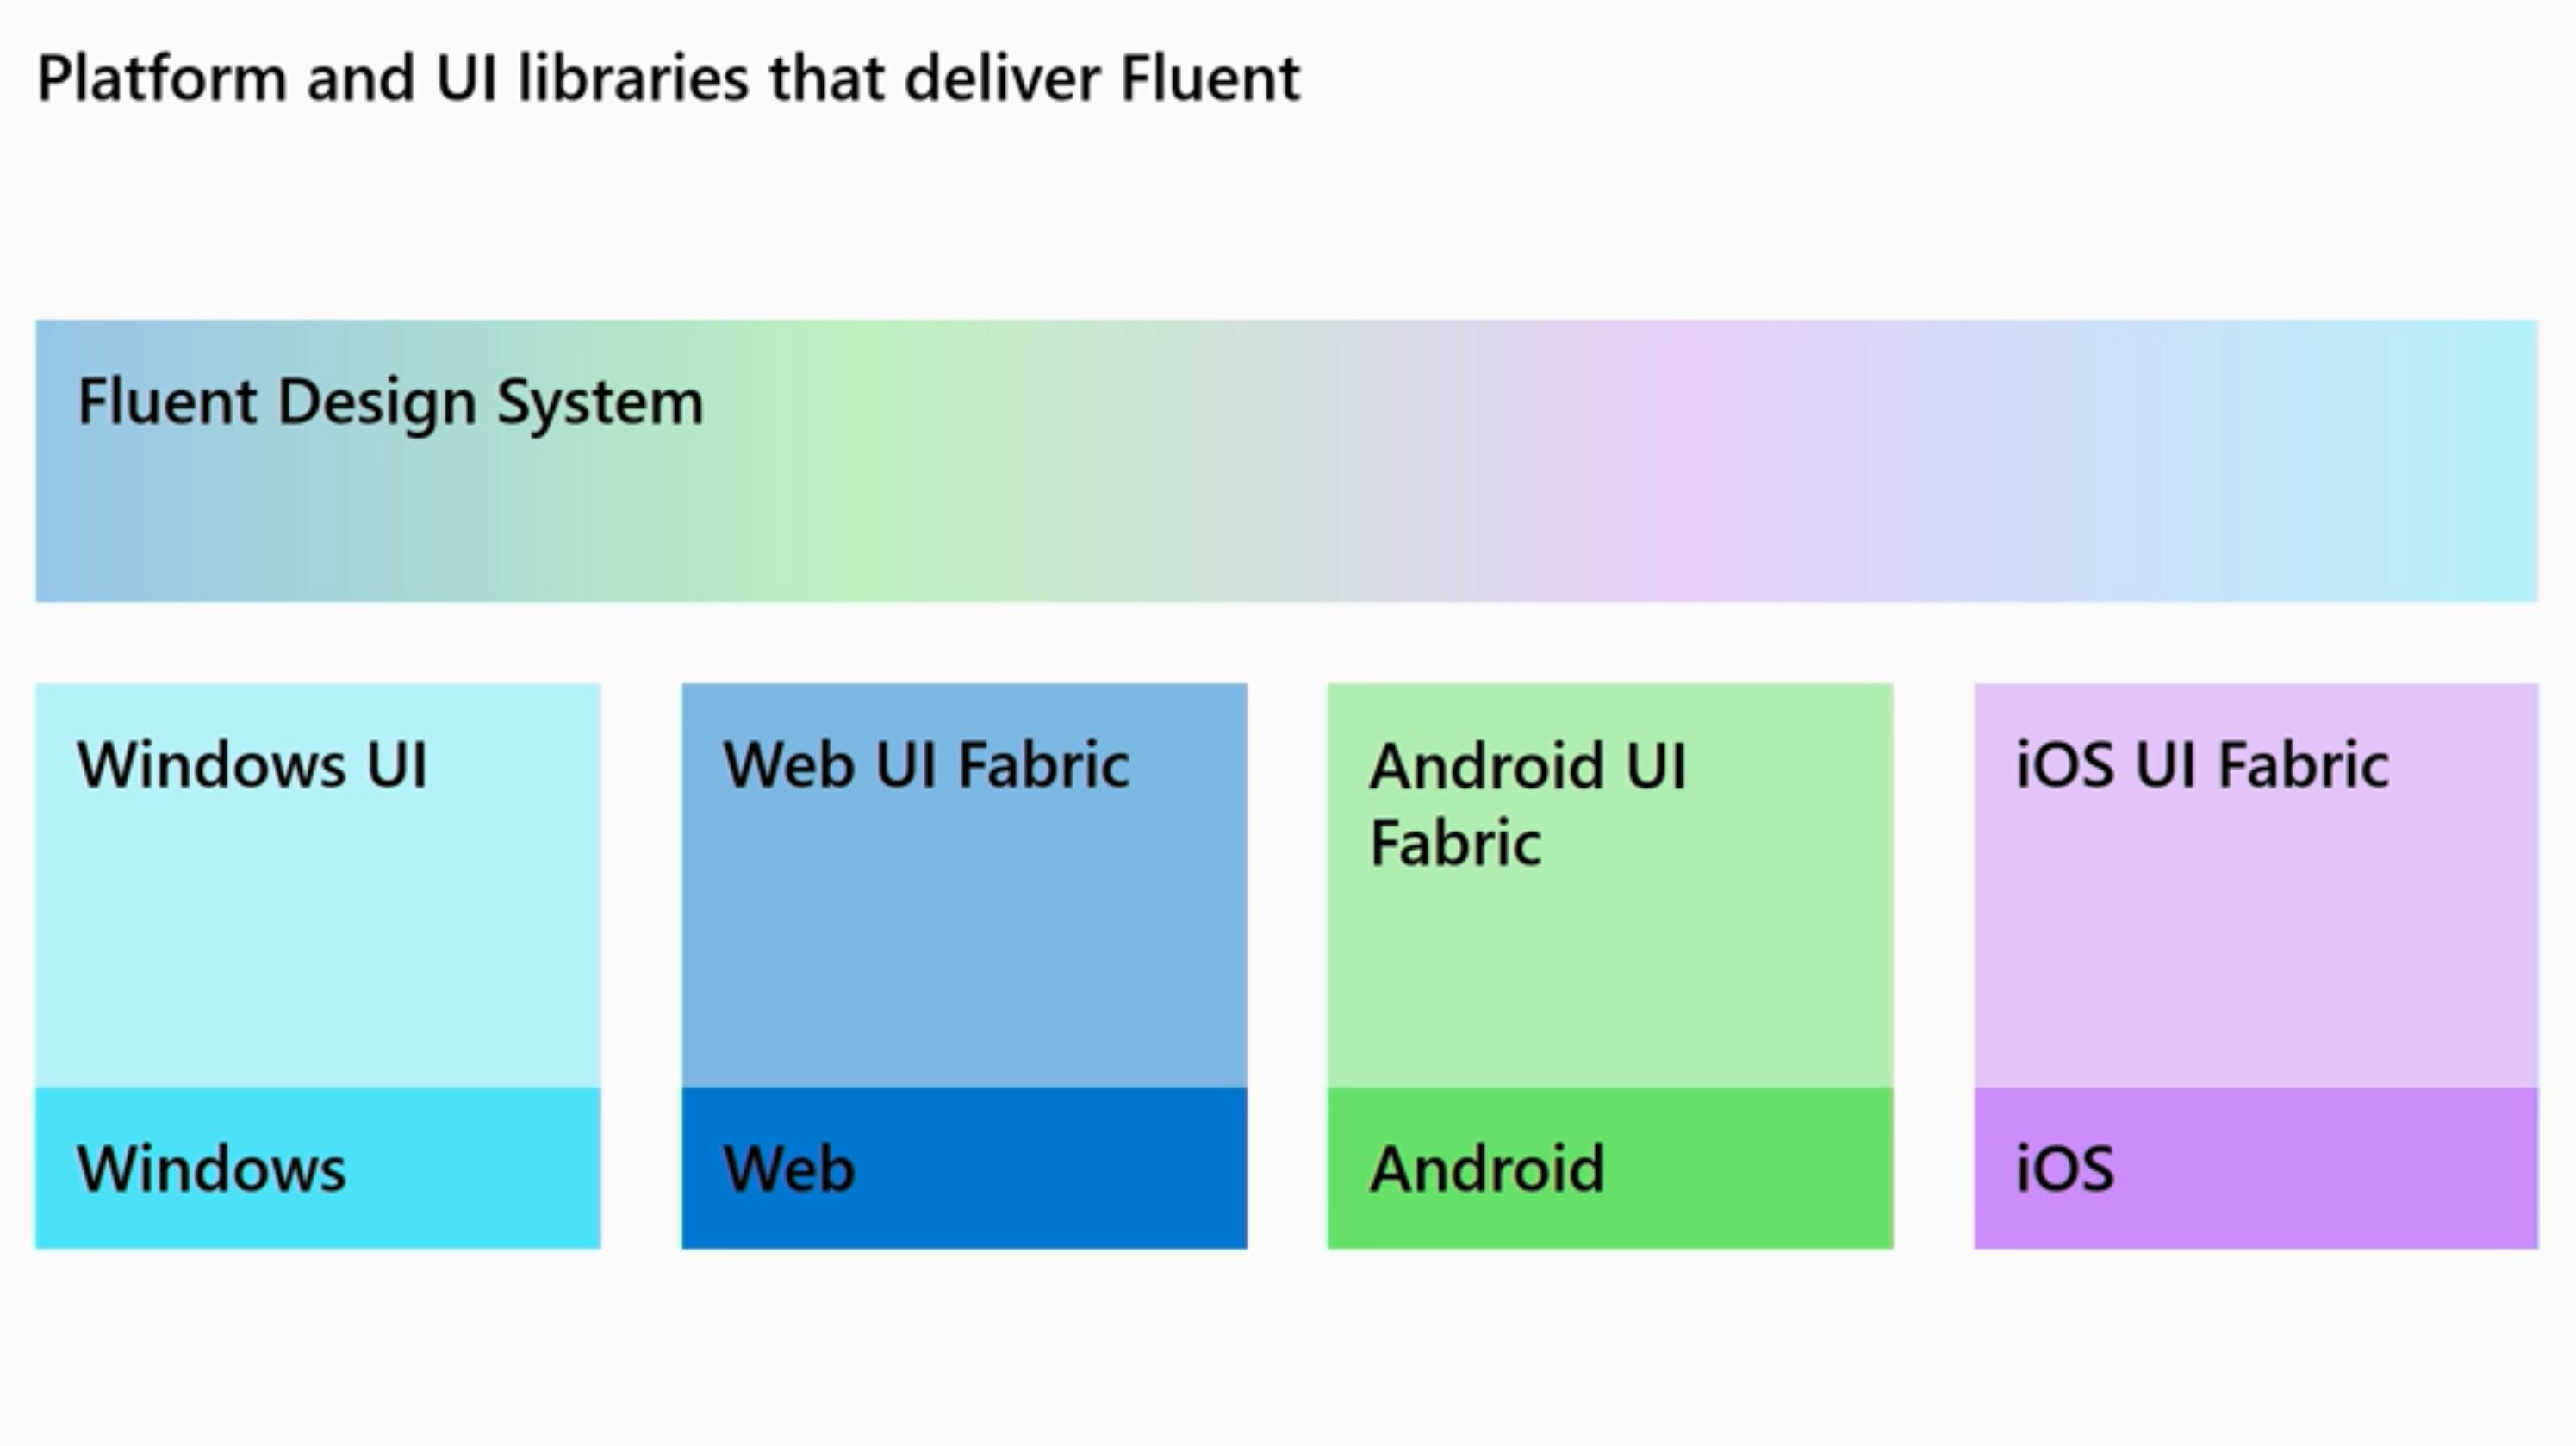 Platform and UI libraries that deliver Fluent
Fluent Design System
Windows UI
Web UI Fabric
Android UI
Fabric
iOS UI Fabric
Windows
Web
Android
iOS